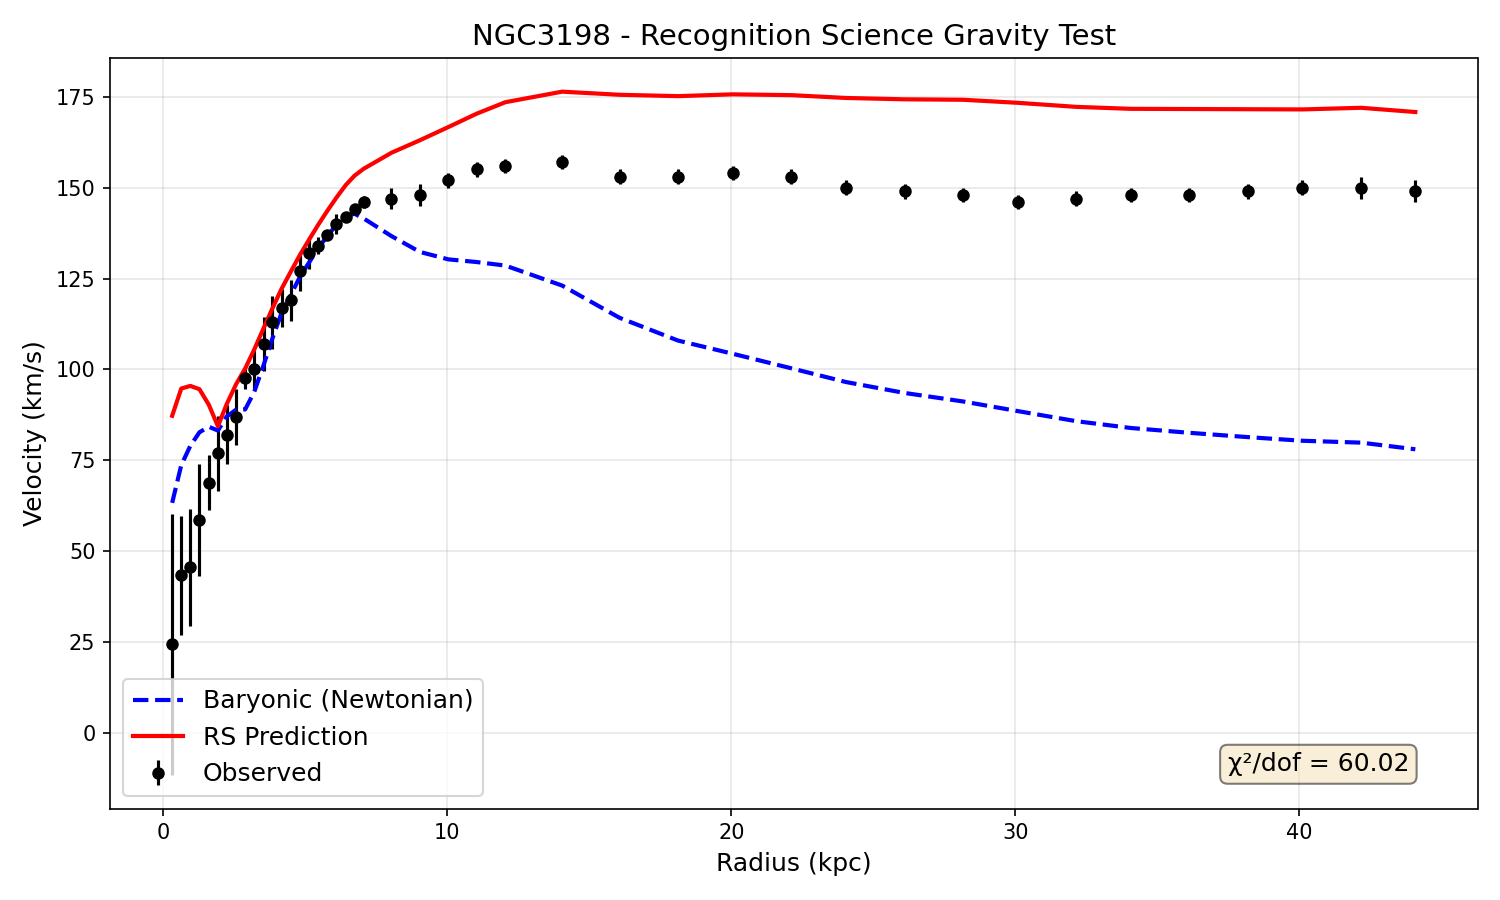 NGC3198 - Recognition Science Gravity Test
Velocity (km/s)
175
150
125
100
75
50
25
0
Baryonic (Newtonian)
RS Prediction
Observed
χ²/dof = 60.02
0 10 20 30 40
Radius (kpc)